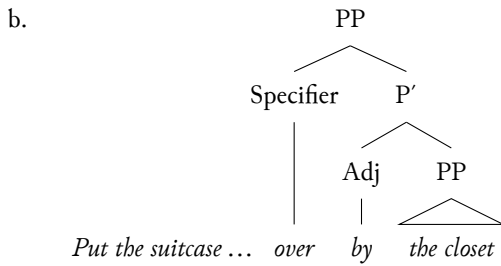 b. PP
Specifier P′
Adj PP
Put the suitcase … over by the closet